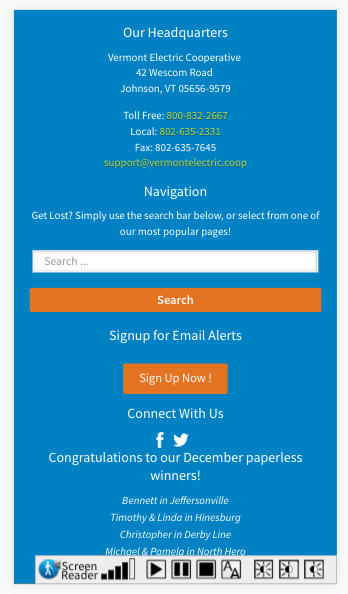 Our Headquarters
Vermont Electric Cooperative
42 Wescom Road
Johnson, VT 05656-9579
Toll Free: 800-832-2667
Local: 802-635-2331
Fax: 802-635-7645
support@vermontelectric.coop
Navigation
Get Lost? Simply use the search bar below, or select from one of
our most popular pages!
Search ...
Search
Signup for Email Alerts
Sign Up Now !
Connect With Us
Congratulations to our December paperless
winners!
Bennett in Jeffersonville
Timothy & Linda in Hinesburg
Christopher in Derby Line
Michael & Pamela in North Hero
Screen
Reader
AA